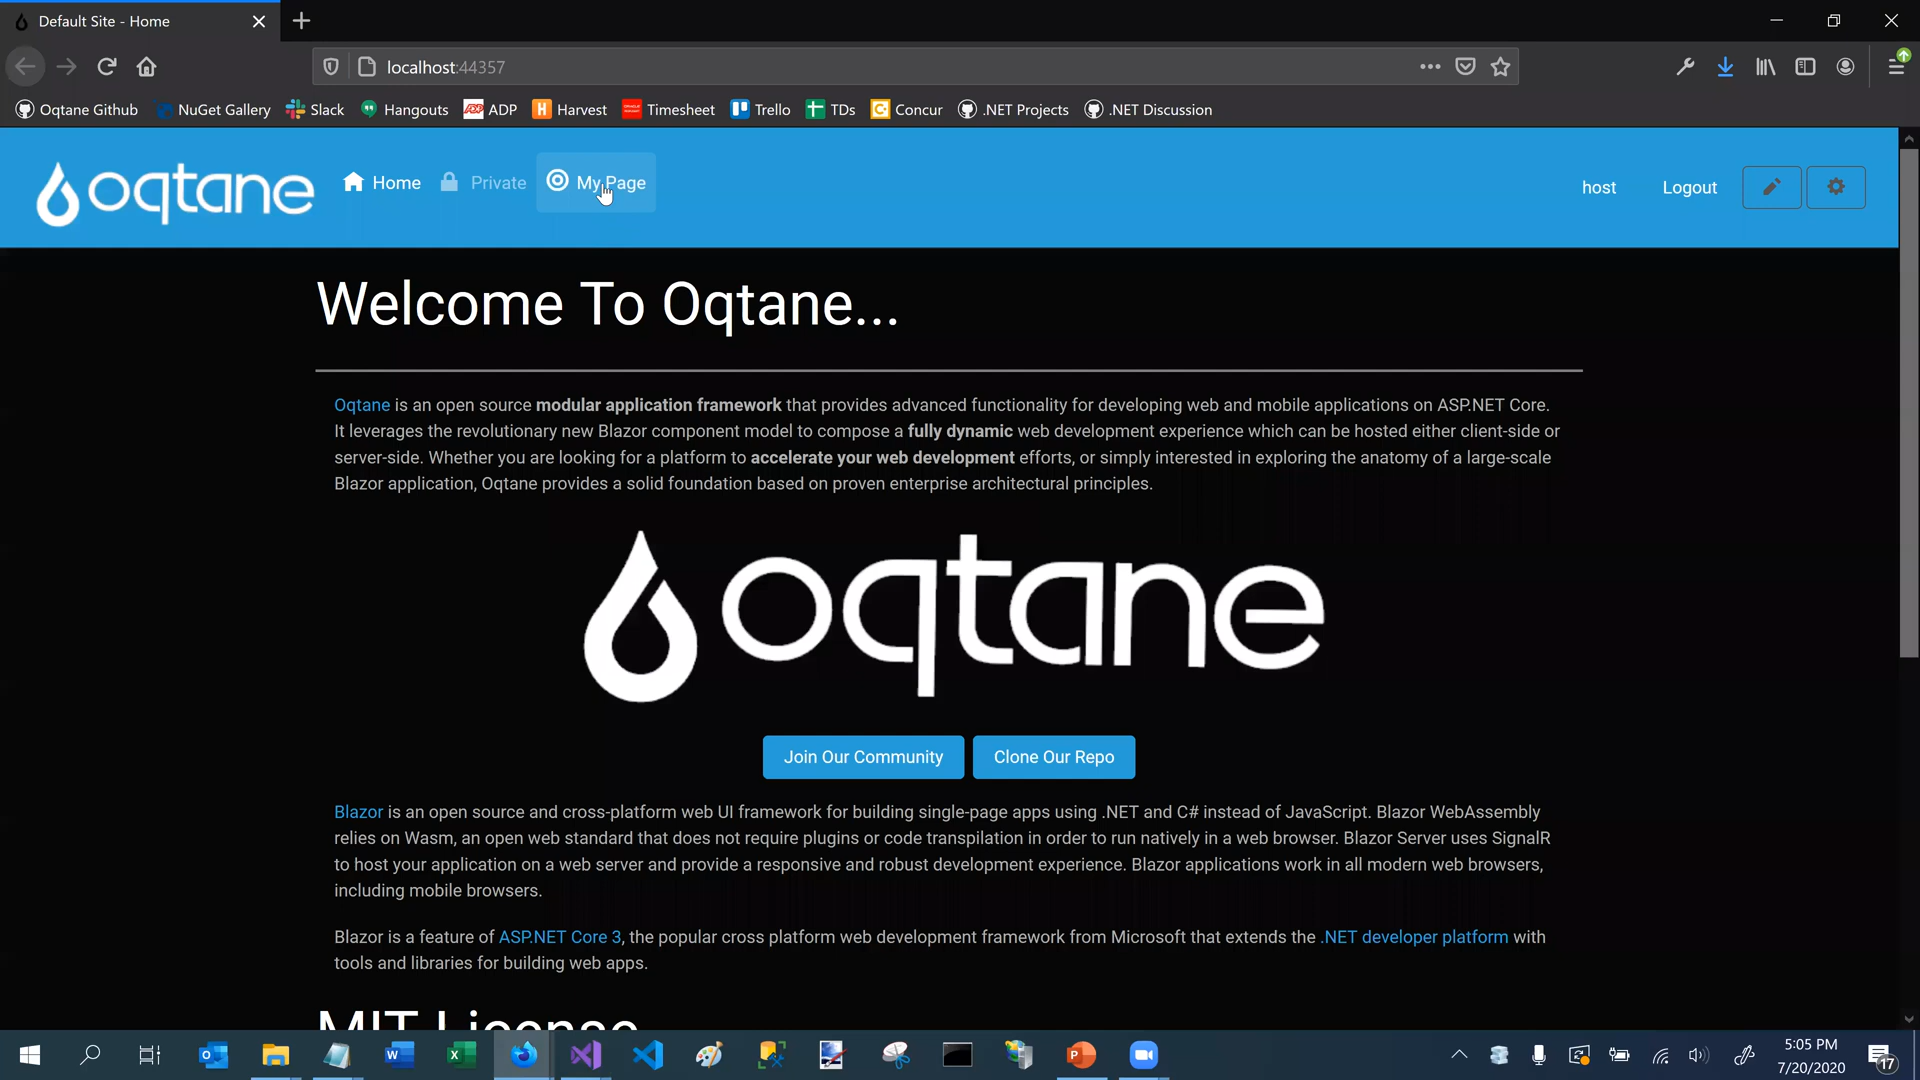 Default Site - Home
localhost:44357
Oqtane Github
NuGet Gallery
Slack
Hangouts
ADP
Harvest
Timesheet
Trello
TDs
Concur
.NET Projects
.NET Discussion
oqtane
Home
Private
My Page
host
Logout
Welcome To Oqtane...
Oqtane is an open source modular application framework that provides advanced functionality for developing web and mobile applications on ASP.NET Core.
It leverages the revolutionary new Blazor component model to compose a fully dynamic web development experience which can be hosted either client-side or
server-side. Whether you are looking for a platform to accelerate your web development efforts, or simply interested in exploring the anatomy of a large-scale
Blazor application, Oqtane provides a solid foundation based on proven enterprise architectural principles.
oqtane
Join Our Community
Clone Our Repo
Blazor is an open source and cross-platform web UI framework for building single-page apps using .NET and C# instead of JavaScript. Blazor WebAssembly
relies on Wasm, an open web standard that does not require plugins or code transpilation in order to run natively in a web browser. Blazor Server uses SignalR
to host your application on a web server and provide a responsive and robust development experience. Blazor applications work in all modern web browsers,
including mobile browsers.
Blazor is a feature of ASP.NET Core 3, the popular cross platform web development framework from Microsoft that extends the .NET developer platform with
tools and libraries for building web apps.
MIT License
5:05 PM
7/20/2020
17